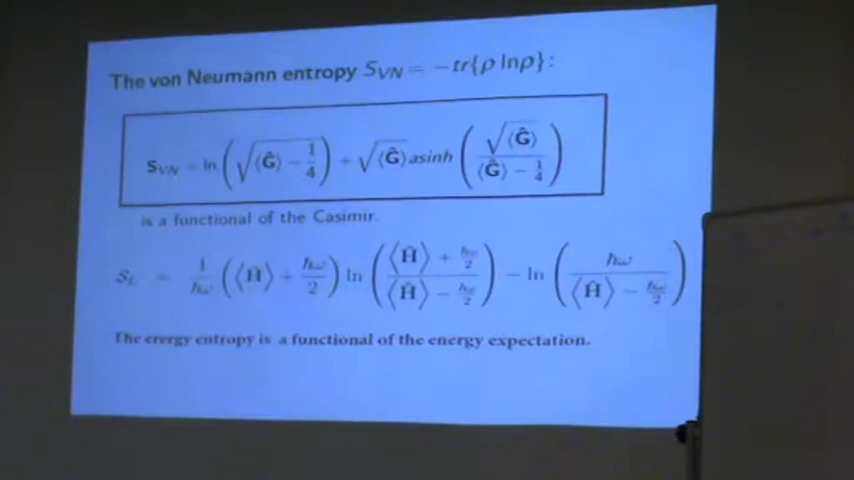 The von Neumann entropy S_VN = −tr{ρ lnρ}:
S_VN = ln(√(⟨Ĝ⟩ − 1/4)) + √⟨Ĝ⟩ asinh(√⟨Ĝ⟩ / (⟨Ĝ⟩ − 1/4))
is a functional of the Casimir.
S_E = 1/ħω (⟨Ĥ⟩ + ħω/2) ln((⟨Ĥ⟩ + ħω/2) / (⟨Ĥ⟩ − ħω/2)) − ln(ħω / (⟨Ĥ⟩ − ħω/2))
The energy entropy is a functional of the energy expectation.